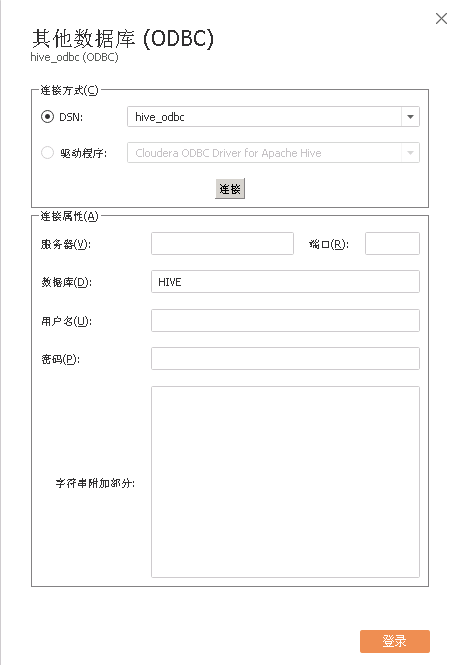 其他数据库 (ODBC)
hive_odbc (ODBC)
连接方式(C)
DSN: hive_odbc
驱动程序: Cloudera ODBC Driver for Apache Hive
连接
连接属性(A)
服务器(V): 端口(R):
数据库(D): HIVE
用户名(U):
密码(P):
字符串附加部分:
登录